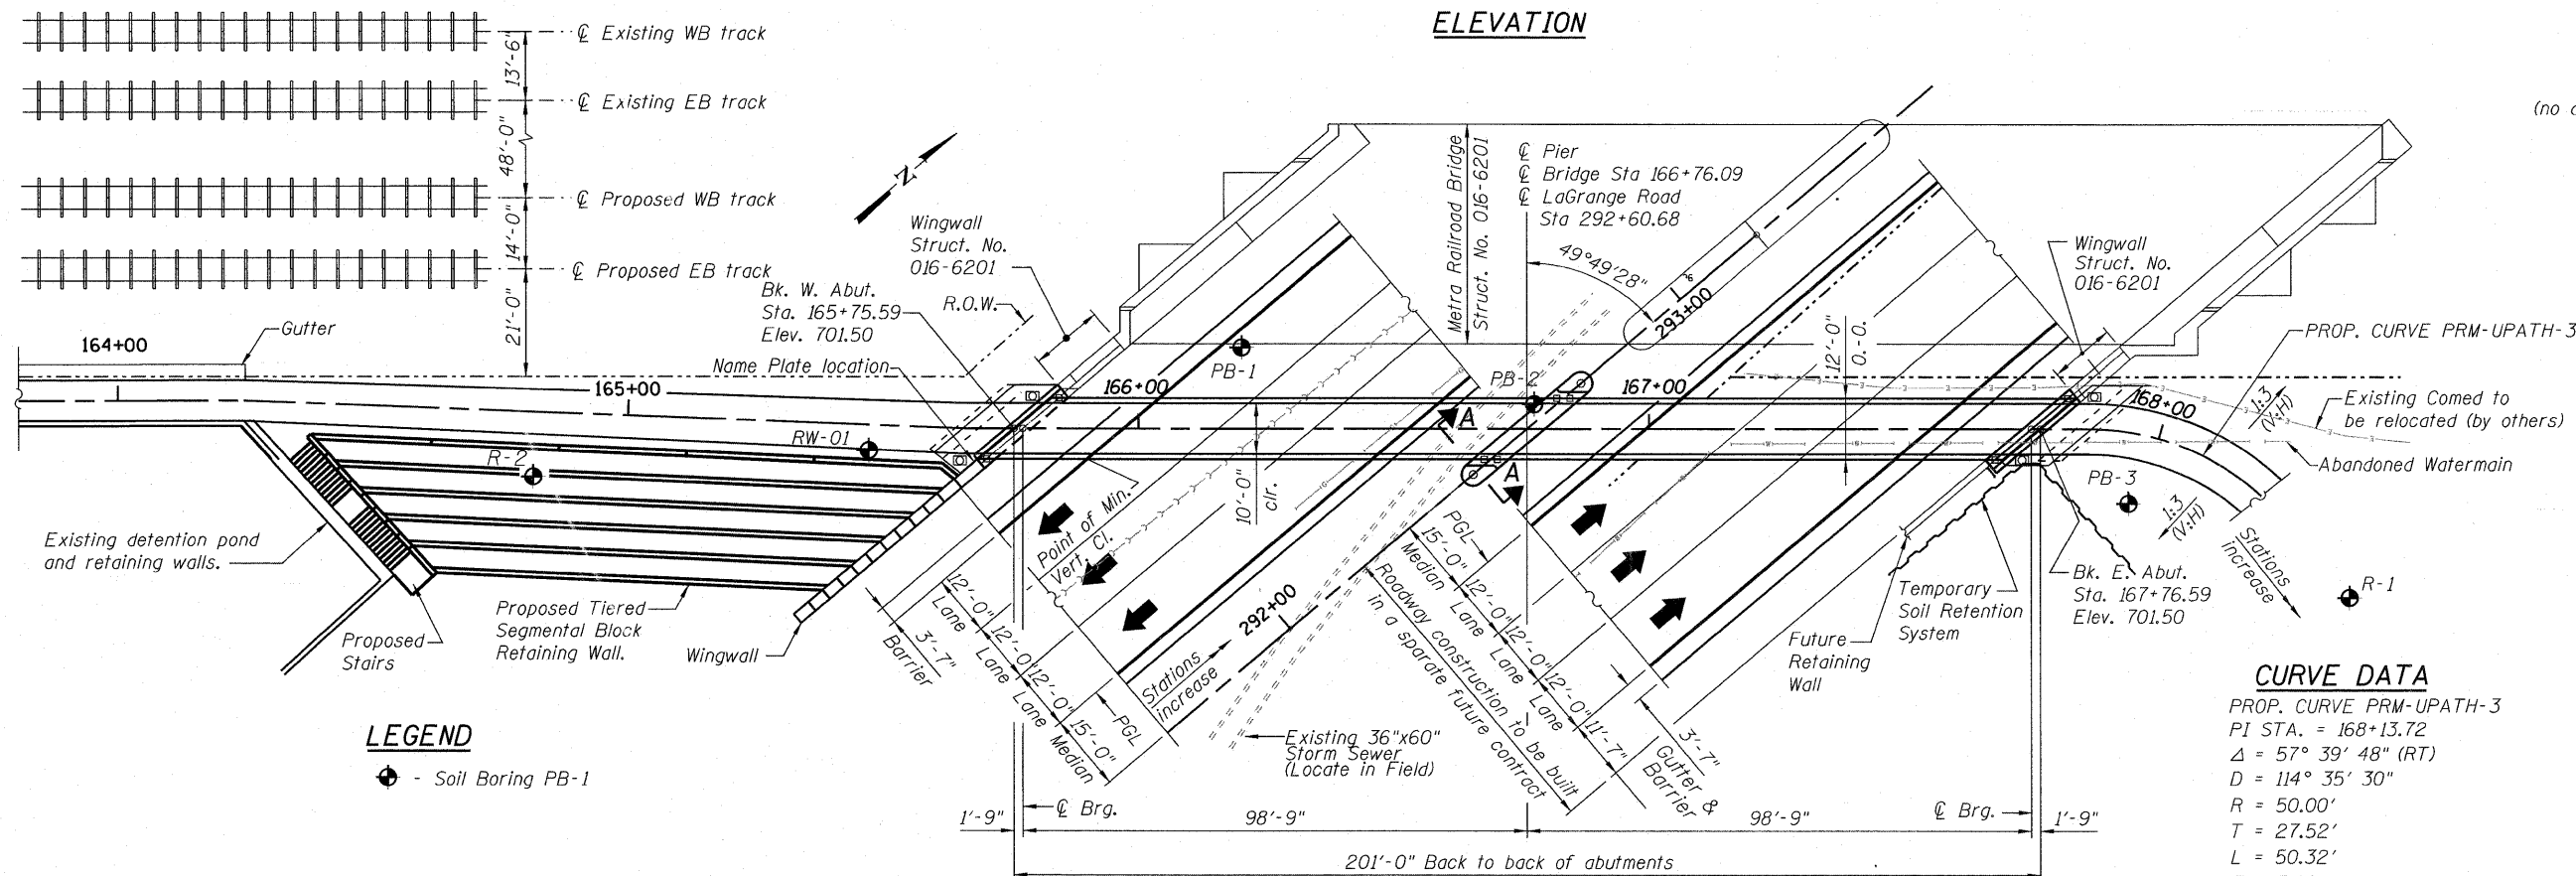 ELEVATION
(no
℄ Existing WB track
13'-6"
℄ Existing EB track
48'-0"
℄ Proposed WB track
14'-0"
℄ Proposed EB track
21'-0"
N
Wingwall
Struct. No.
016-6201
R.O.W.
Bk. W. Abut.
Sta. 165+75.59
Elev. 701.50
Name Plate location
Metra Railroad Bridge
Struct. No. 016-6201
℄ Pier
℄ Bridge Sta 166+76.09
℄ LaGrange Road
Sta 292+60.68
49°49'28"
293+00
12'-0"
O.-O.
Wingwall
Struct. No.
016-6201
PROP. CURVE PRM-UPATH-3
164+00
Gutter
165+00
166+00
PB-1
PB-2
167+00
168+00
1:3
(V:H)
Existing Comed to
be relocated (by others)
Abandoned Watermain
RW-01
R-2
A
A
10'-0"
clr.
PB-3
1:3
(V:H)
Stations
increase
R-1
Existing detention pond
and retaining walls.
Proposed
Stairs
Proposed Tiered
Segmental Block
Retaining Wall.
Wingwall
Point of Min.
Vert. Cl.
3'-7"
Barrier
12'-0"
Lane
12'-0"
Lane
12'-0"
Lane
15'-0"
Median
PGL
Stations
increase
292+00
Existing 36"x60"
Storm Sewer
(Locate in Field)
PGL
15'-0"
Median
12'-0"
Lane
12'-0"
Lane
12'-0"
Lane
11'-7"
3'-7"
Gutter &
Barrier
Roadway construction to be built
in a sparate future contract
Future
Retaining
Wall
Temporary
Soil Retention
System
Bk. E. Abut.
Sta. 167+76.59
Elev. 701.50
LEGEND
- Soil Boring PB-1
CURVE DATA
PROP. CURVE PRM-UPATH-3
PI STA. = 168+13.72
Δ = 57° 39' 48" (RT)
D = 114° 35' 30"
R = 50.00'
T = 27.52'
L = 50.32'
1'-9"
℄ Brg.
98'-9"
98'-9"
℄ Brg.
1'-9"
201'-0" Back to back of abutments